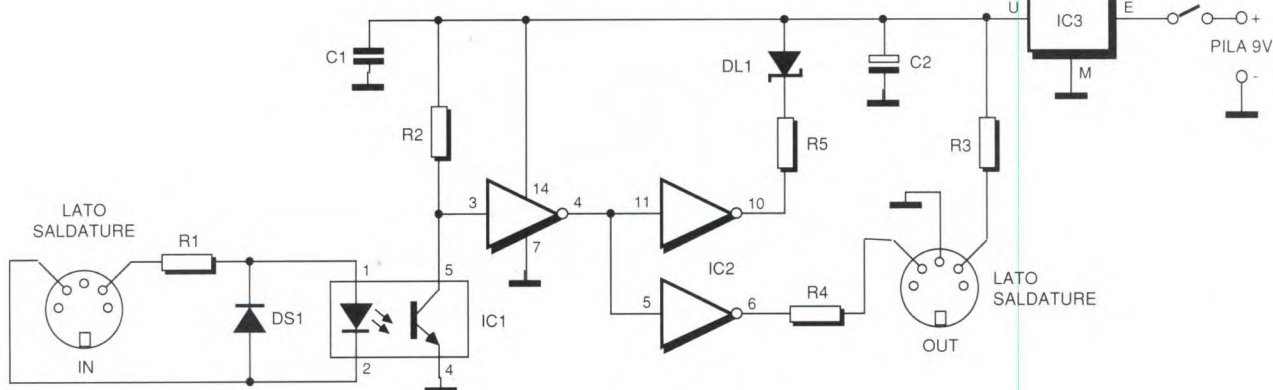 U
IC3
E
+
PILA 9V
-
M
C1
DL1
C2
R2
R5
R3
14
3
4
11
10
7
LATO
SALDATURE
R1
IC2
1
5
5
6
R4
LATO
SALDATURE
DS1
IC1
IN
OUT
2
4